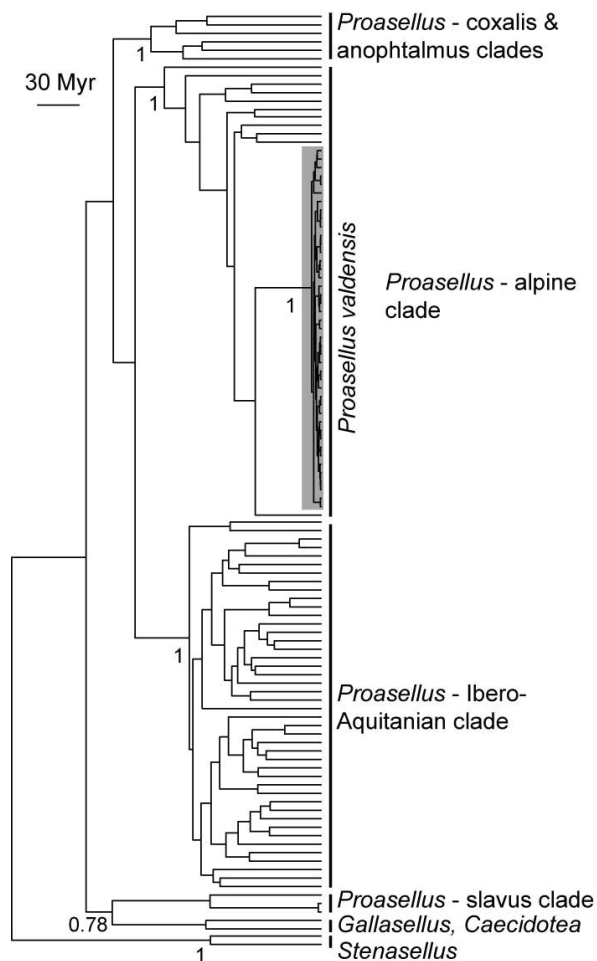 Proasellus - coxalis &
anophtalmus clades
1
30 Myr
1
Proasellus valdensis
1
Proasellus - alpine
clade
1
Proasellus - Ibero-
Aquitanian clade
Proasellus - slavus clade
0.78
Gallasellus, Caecidotea
1
Stenasellus